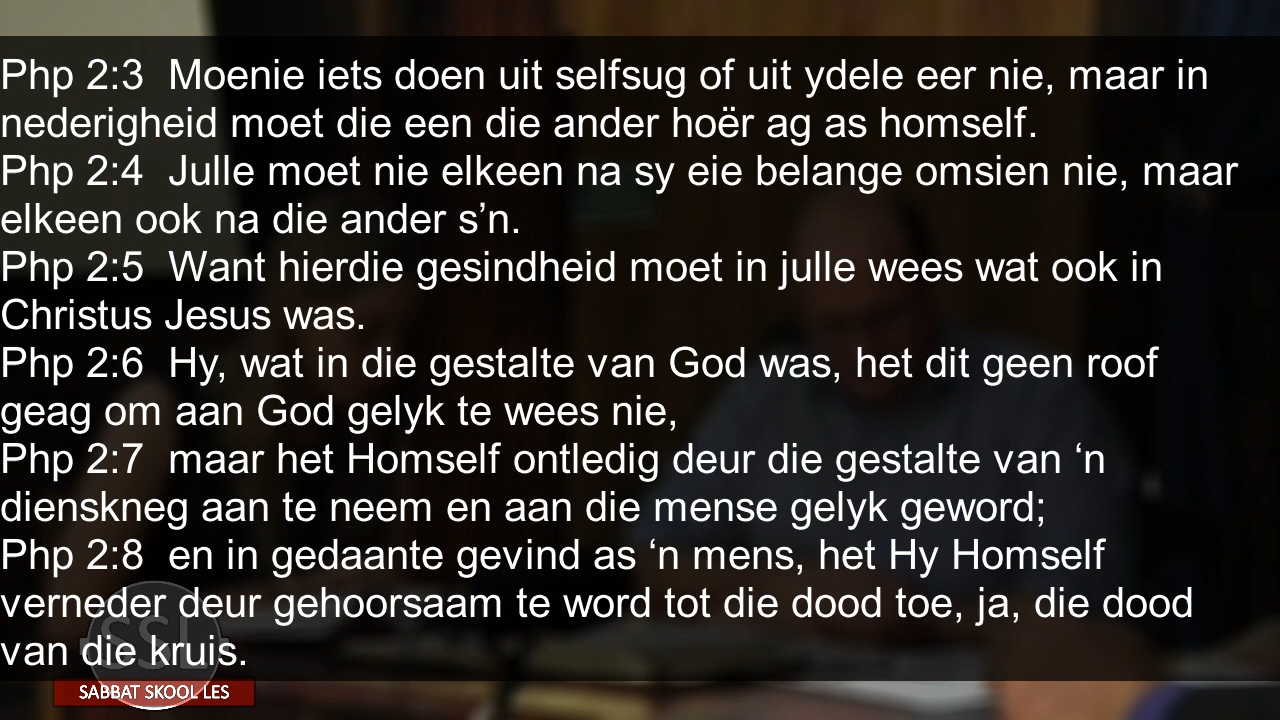 Php 2:3  Moenie iets doen uit selfsug of uit ydele eer nie, maar in
nederigheid moet die een die ander hoër ag as homself.
Php 2:4  Julle moet nie elkeen na sy eie belange omsien nie, maar
elkeen ook na die ander s’n.
Php 2:5  Want hierdie gesindheid moet in julle wees wat ook in
Christus Jesus was.
Php 2:6  Hy, wat in die gestalte van God was, het dit geen roof
geag om aan God gelyk te wees nie,
Php 2:7  maar het Homself ontledig deur die gestalte van ‘n
dienskneg aan te neem en aan die mense gelyk geword;
Php 2:8  en in gedaante gevind as ‘n mens, het Hy Homself
verneder deur gehoorsaam te word tot die dood toe, ja, die dood
van die kruis.
SSL
SABBAT SKOOL LES